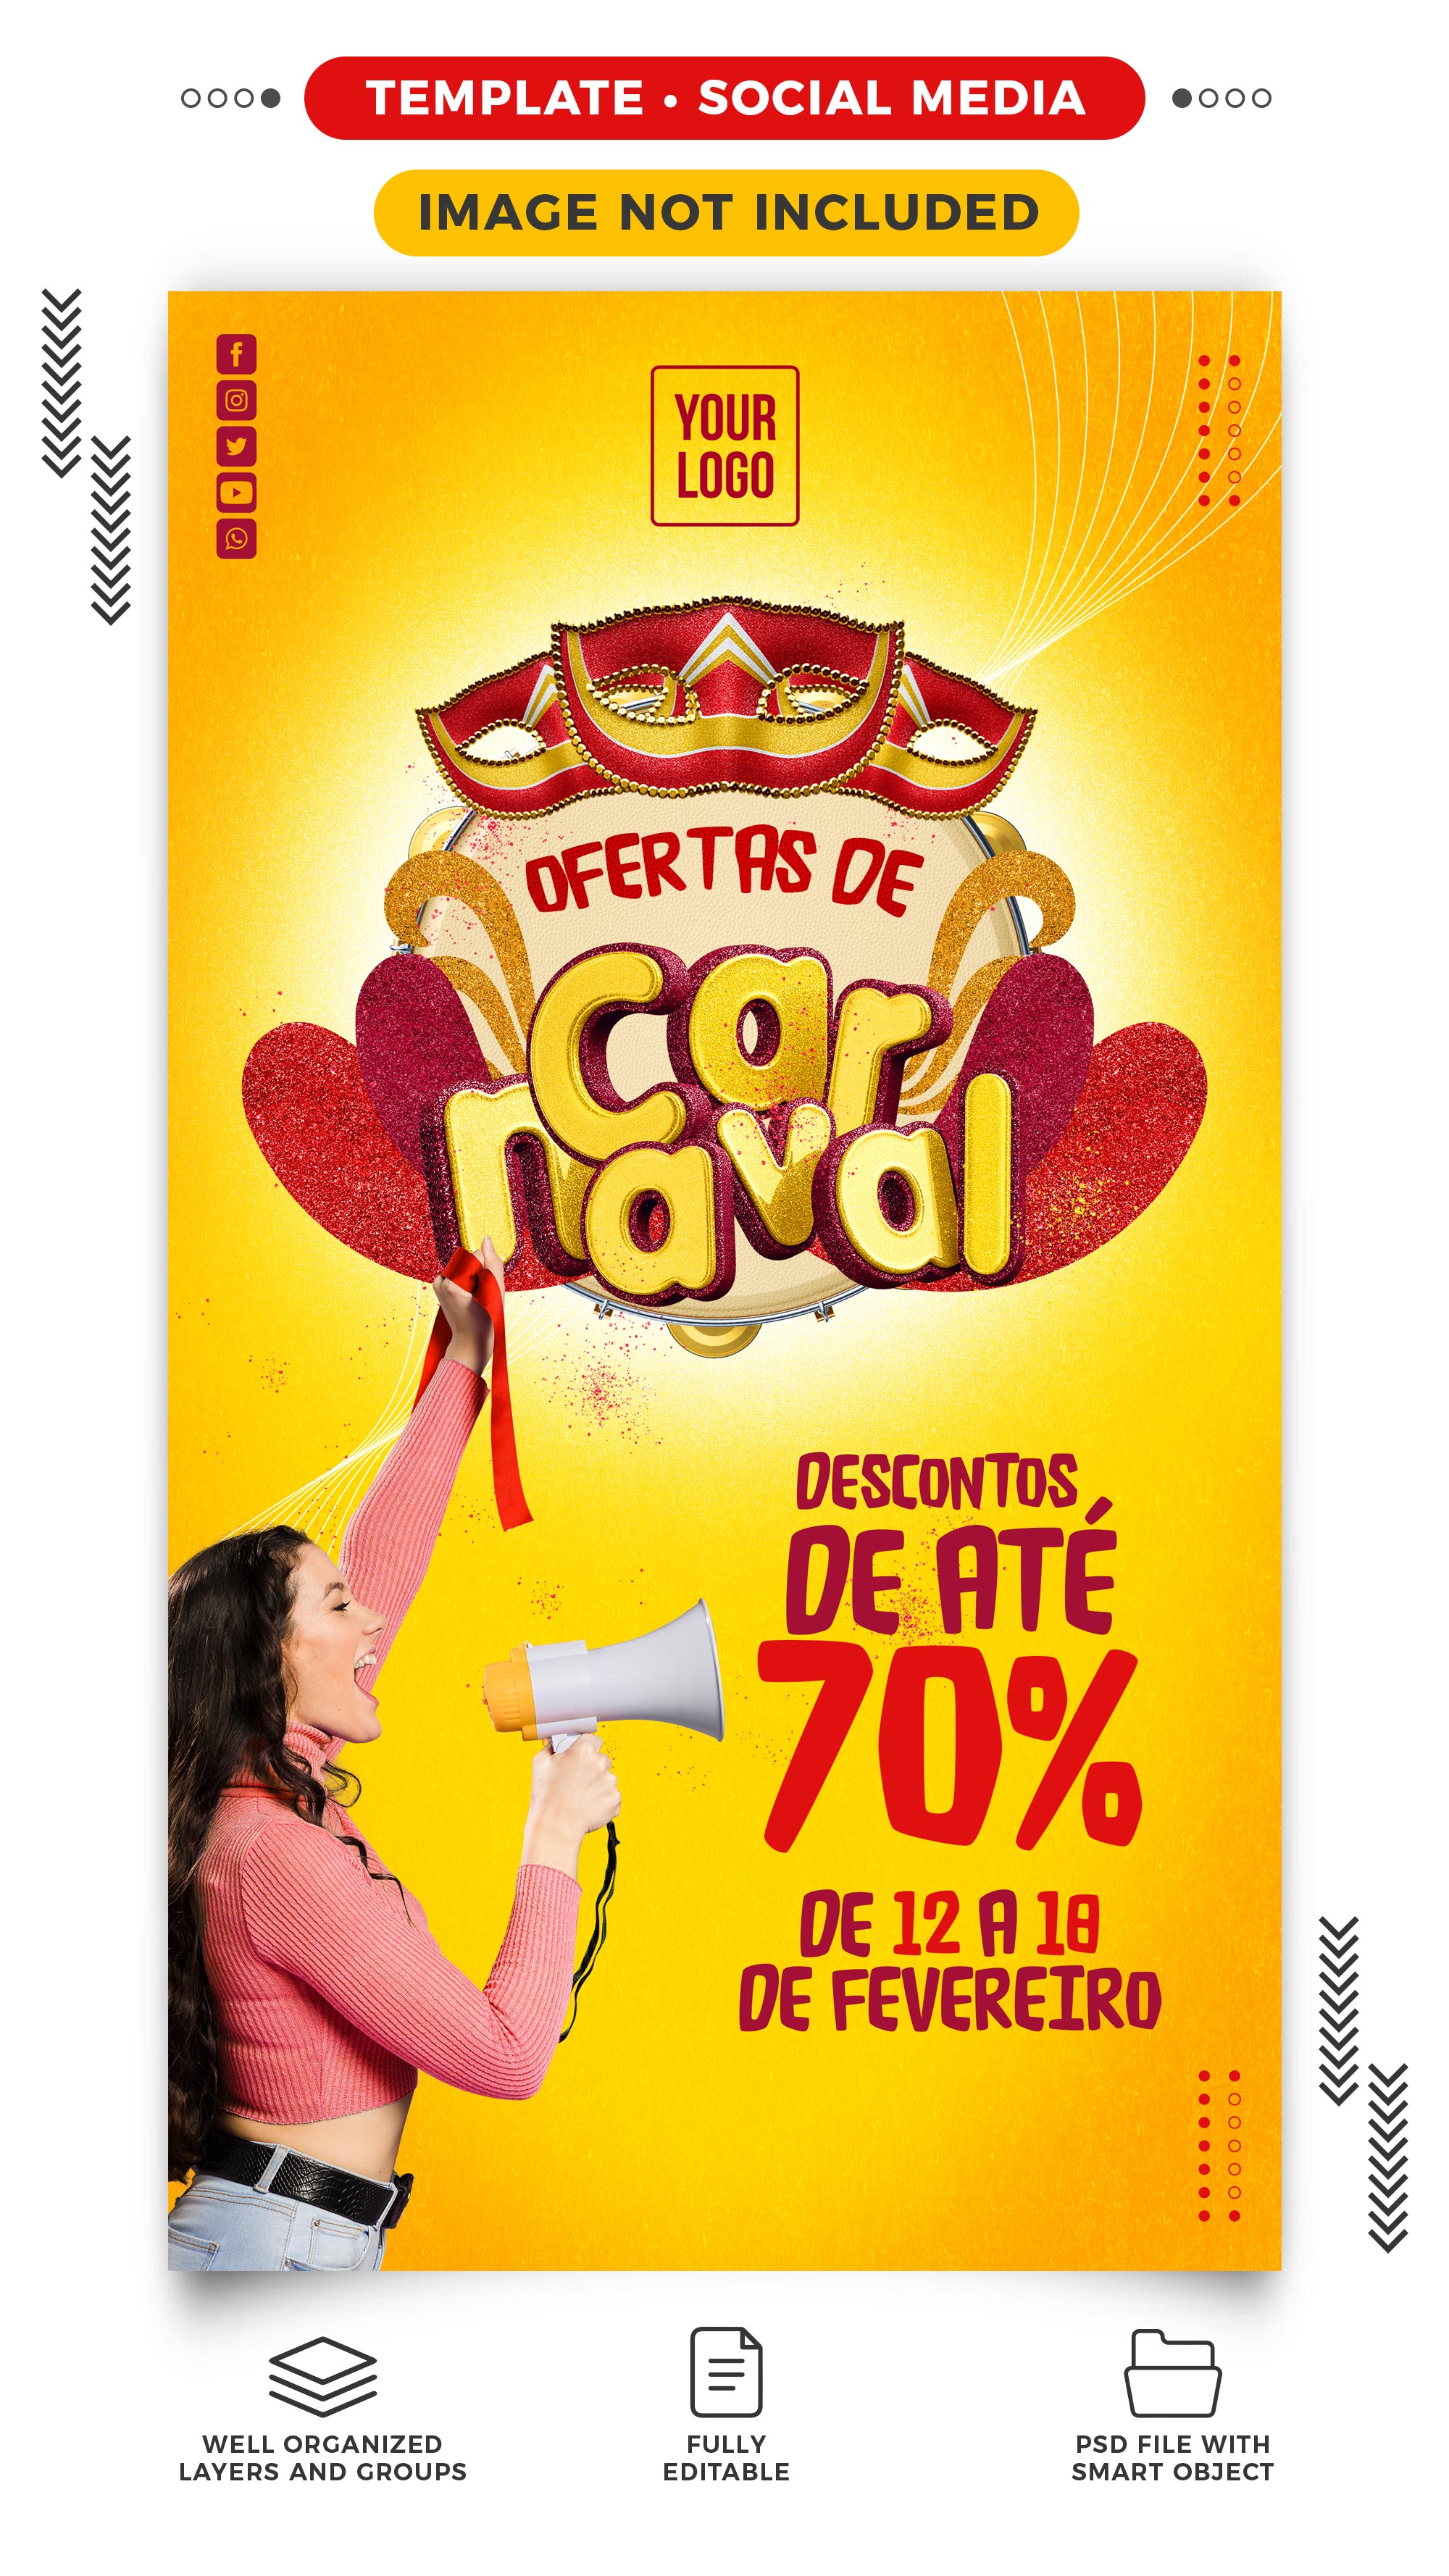 TEMPLATE • SOCIAL MEDIA
IMAGE NOT INCLUDED
YOUR
LOGO
OFERTAS DE
car
naval
DESCONTOS
DE ATÉ
70%
DE 12 A 18
DE FEVEREIRO
WELL ORGANIZED
LAYERS AND GROUPS
FULLY
EDITABLE
PSD FILE WITH
SMART OBJECT